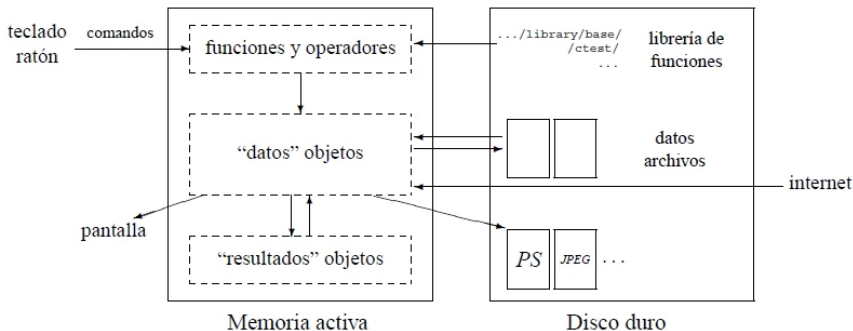 teclado
ratón
comandos
funciones y operadores
.../library/base/
/ctest/
...
librería de
funciones
“datos” objetos
datos
archivos
internet
pantalla
“resultados” objetos
PS
JPEG
...
Memoria activa
Disco duro